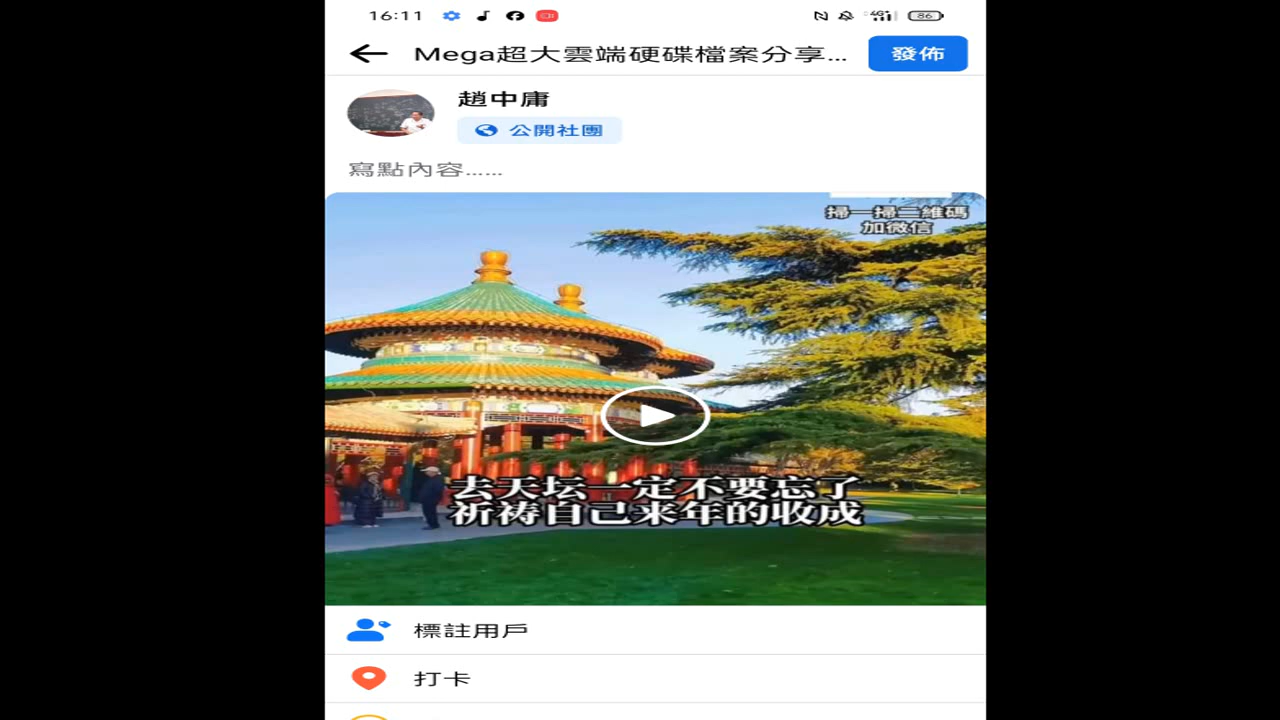 16:11
4G+
86
Mega超大雲端硬碟檔案分享...
發佈
趙中庸
公開社團
寫點內容......
掃一掃二維碼
加微信
去天坛一定不要忘了
祈祷自己来年的收成
標註用戶
打卡